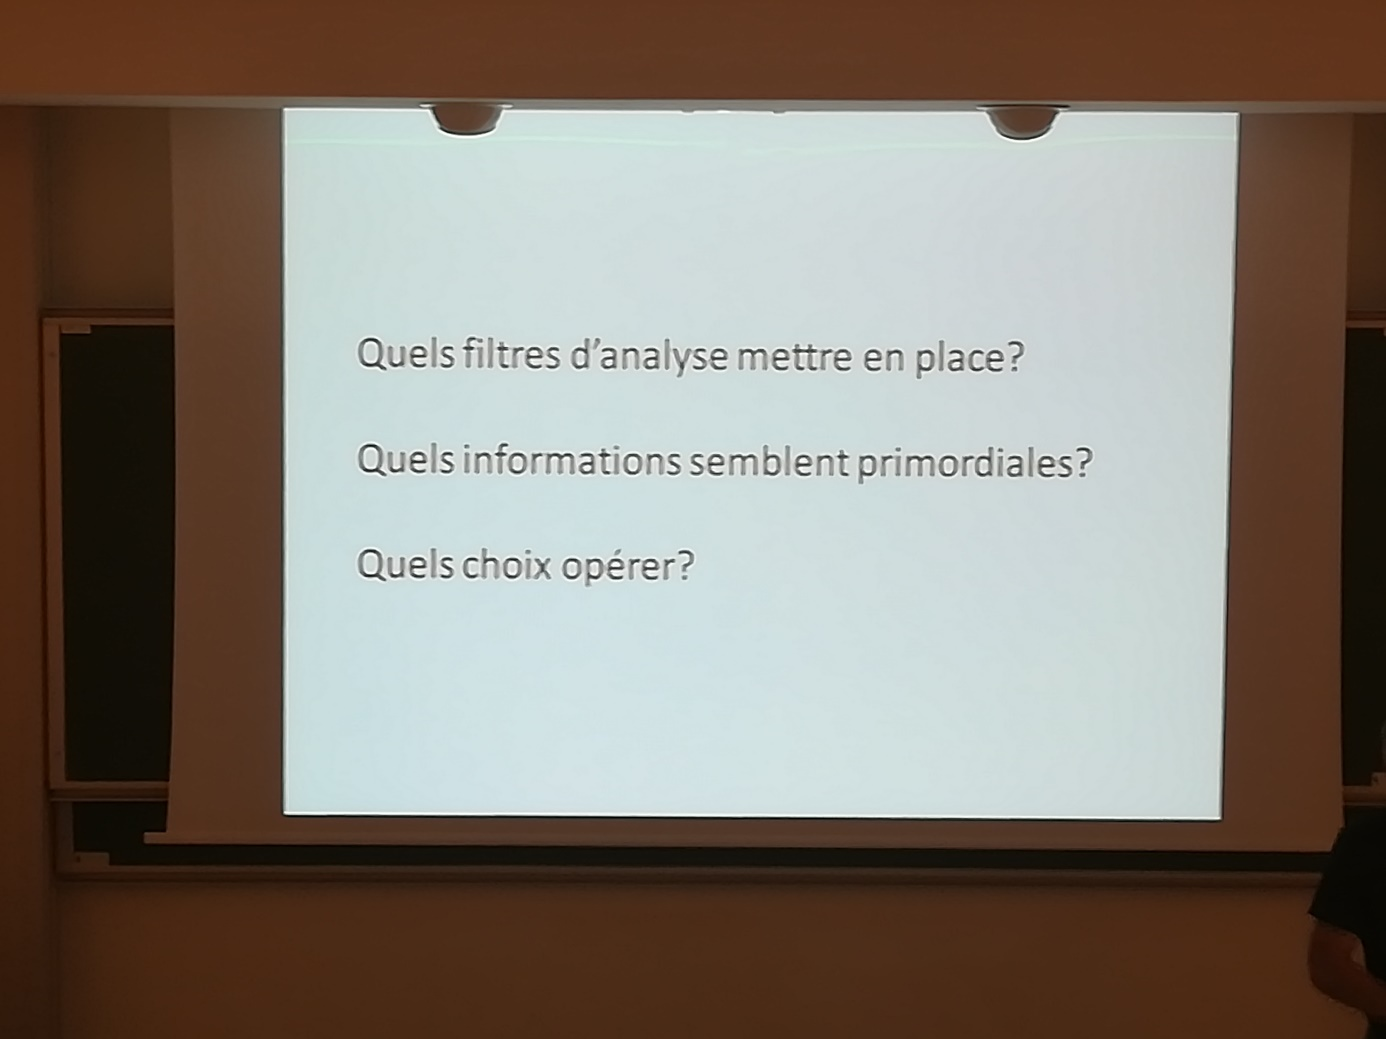 Quels filtres d'analyse mettre en place?
Quels informations semblent primordiales?
Quels choix opérer?